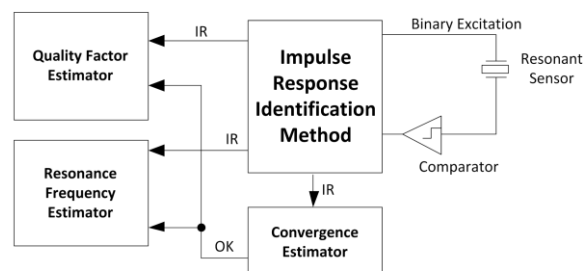 Quality Factor
Estimator
IR
Impulse
Response
Identification
Method
Binary Excitation
Resonant
Sensor
Comparator
Resonance
Frequency
Estimator
IR
IR
OK
Convergence
Estimator